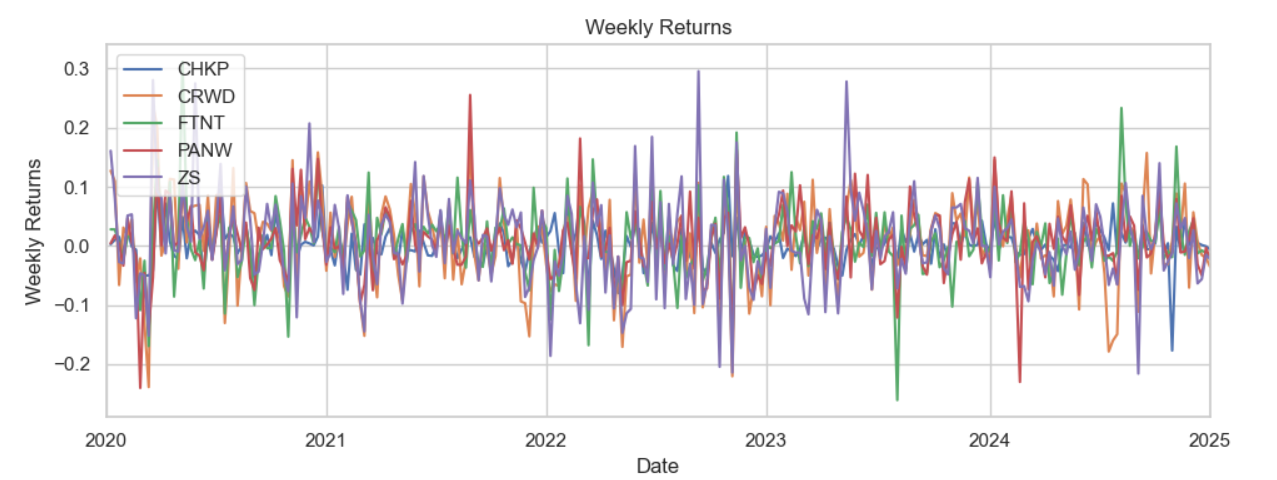 Weekly Returns
CHKP
CRWD
FTNT
PANW
ZS
0.3
0.2
0.1
0.0
−0.1
−0.2
Weekly Returns
2020
2021
2022
2023
2024
2025
Date